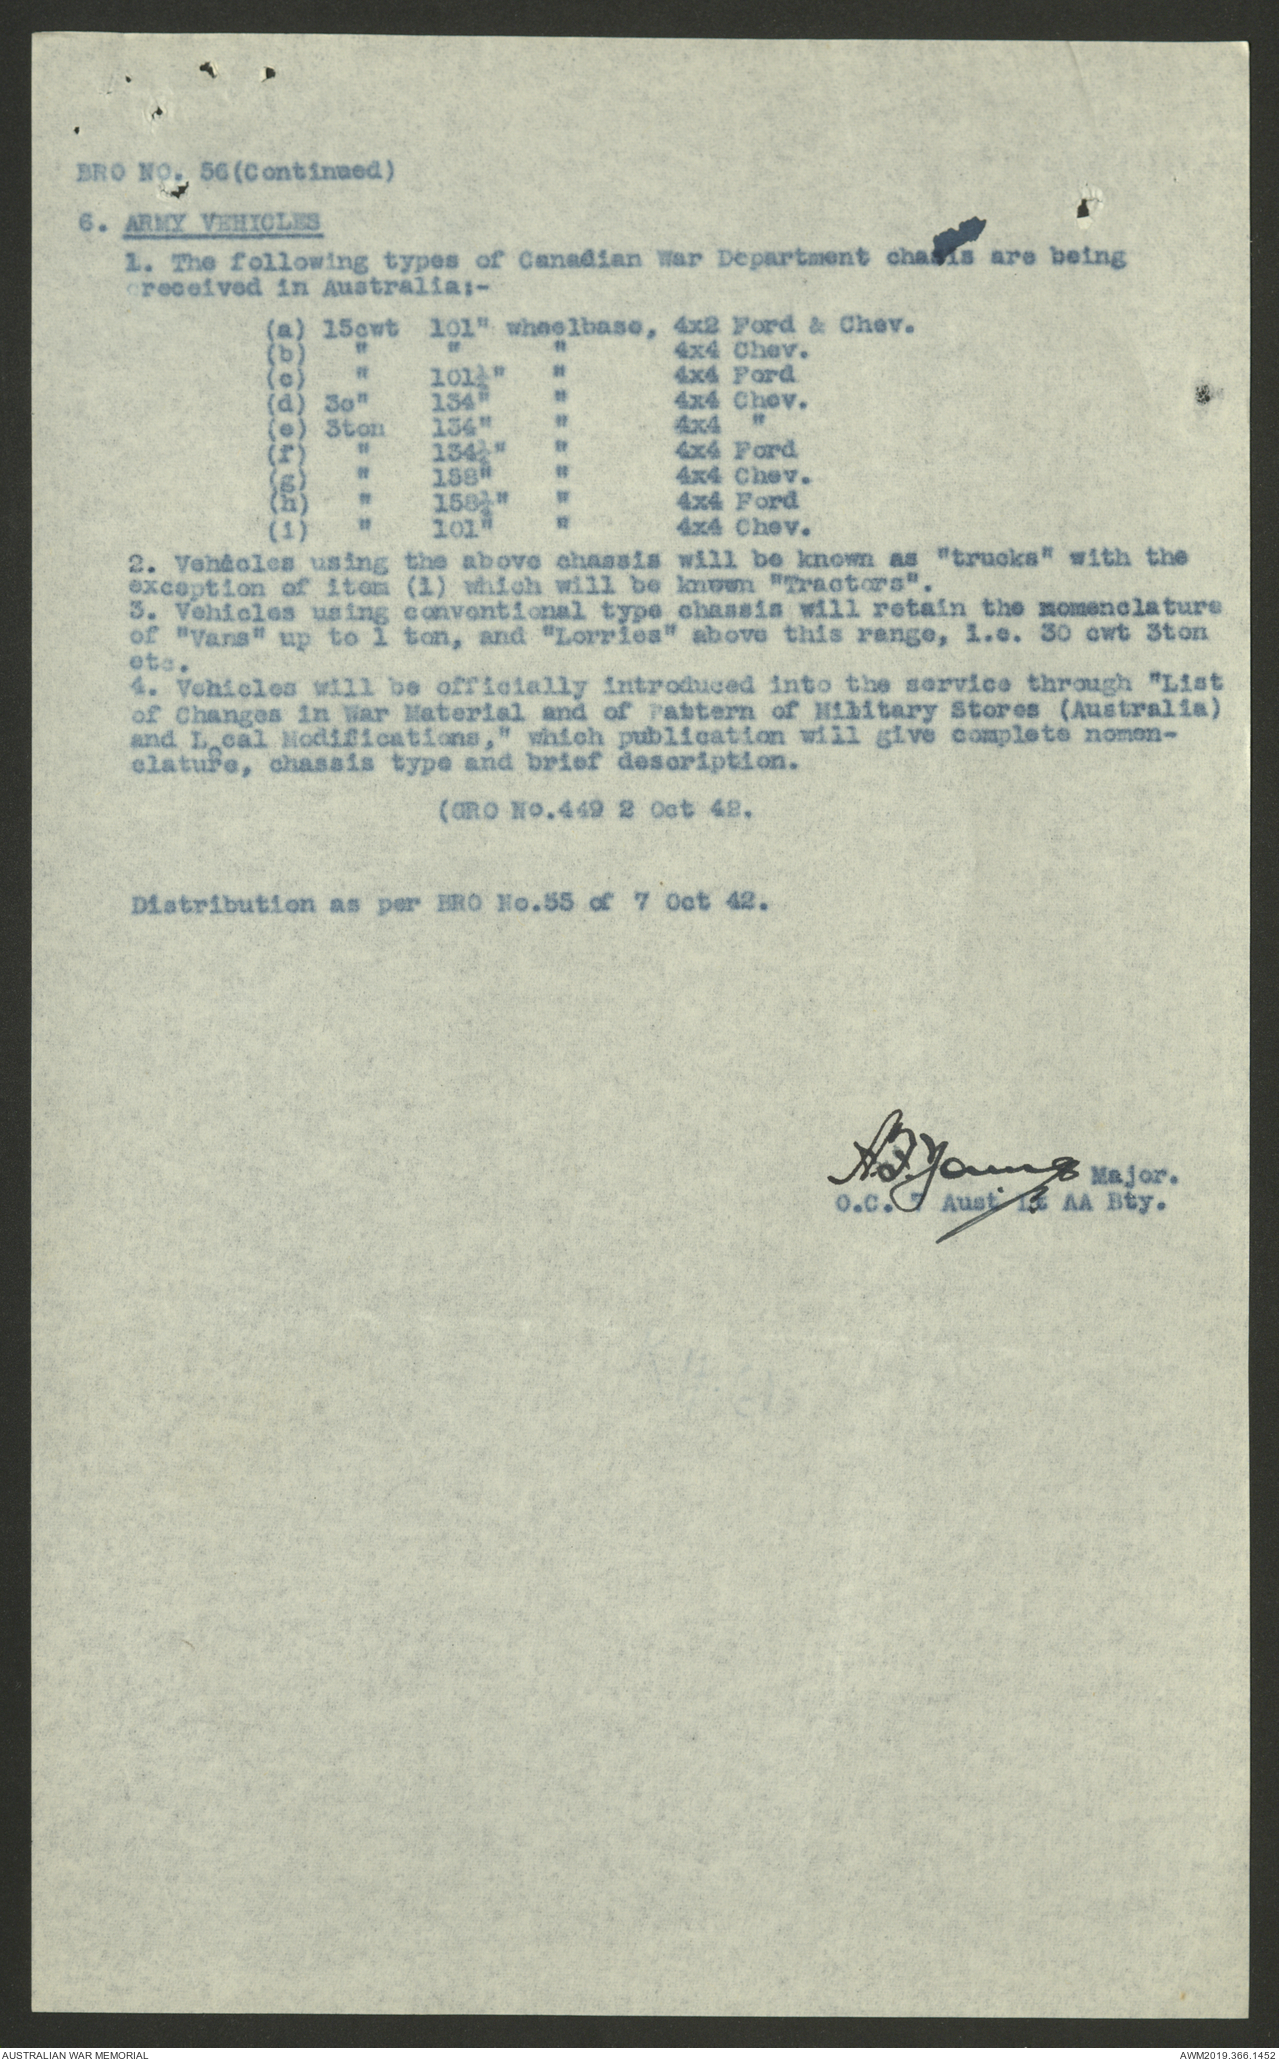 BRO NO. 56(Continued)
6. ARMY VEHICLES
1. The following types of Canadian War Department chasis are being
received in Australia:-
(a) 15cwt 101" wheelbase, 4x2 Ford & Chev.
(b) " " " 4x4 Chev.
(c) " 101½" " 4x4 Ford
(d) 30" 134" " 4x4 Chev.
(e) 3ton 134" " 4x4 "
(f) " 134½" " 4x4 Ford
(g) " 158" " 4x4 Chev.
(h) " 158½" " 4x4 Ford
(i) " 101" " 4x4 Chev.
2. Vehicles using the above chassis will be known as "trucks" with the
exception of item (i) which will be known "Tractors".
3. Vehicles using conventional type chassis will retain the nomenclature
of "Vans" up to 1 ton, and "Lorries" above this range, i.e. 30 cwt 3ton
etc.
4. Vehicles will be officially introduced into the service through "List
of Changes in War Material and of Pattern of Military Stores (Australia)
and Local Modifications," which publication will give complete nomen-
clature, chassis type and brief description.
(GRO No.449 2 Oct 42.
Distribution as per BRO No.55 of 7 Oct 42.
A.F. Young Major.
O.C. 7 Aust Lt AA Bty.
AUSTRALIAN WAR MEMORIAL
AWM2019.366.1452